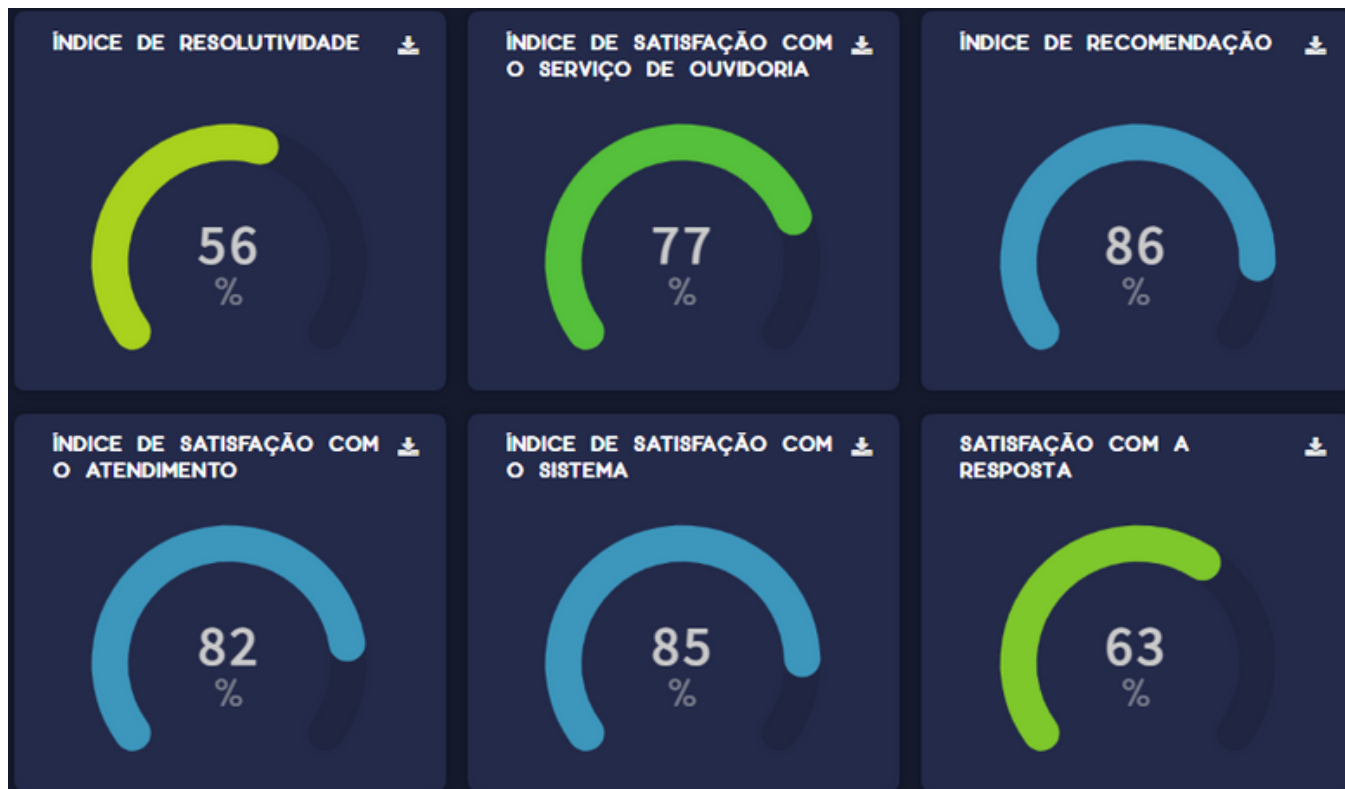 ÍNDICE DE RESOLUTIVIDADE
56
%
ÍNDICE DE SATISFAÇÃO COM
O SERVIÇO DE OUVIDORIA
77
%
ÍNDICE DE RECOMENDAÇÃO
86
%
ÍNDICE DE SATISFAÇÃO COM
O ATENDIMENTO
82
%
ÍNDICE DE SATISFAÇÃO COM
O SISTEMA
85
%
SATISFAÇÃO COM A
RESPOSTA
63
%